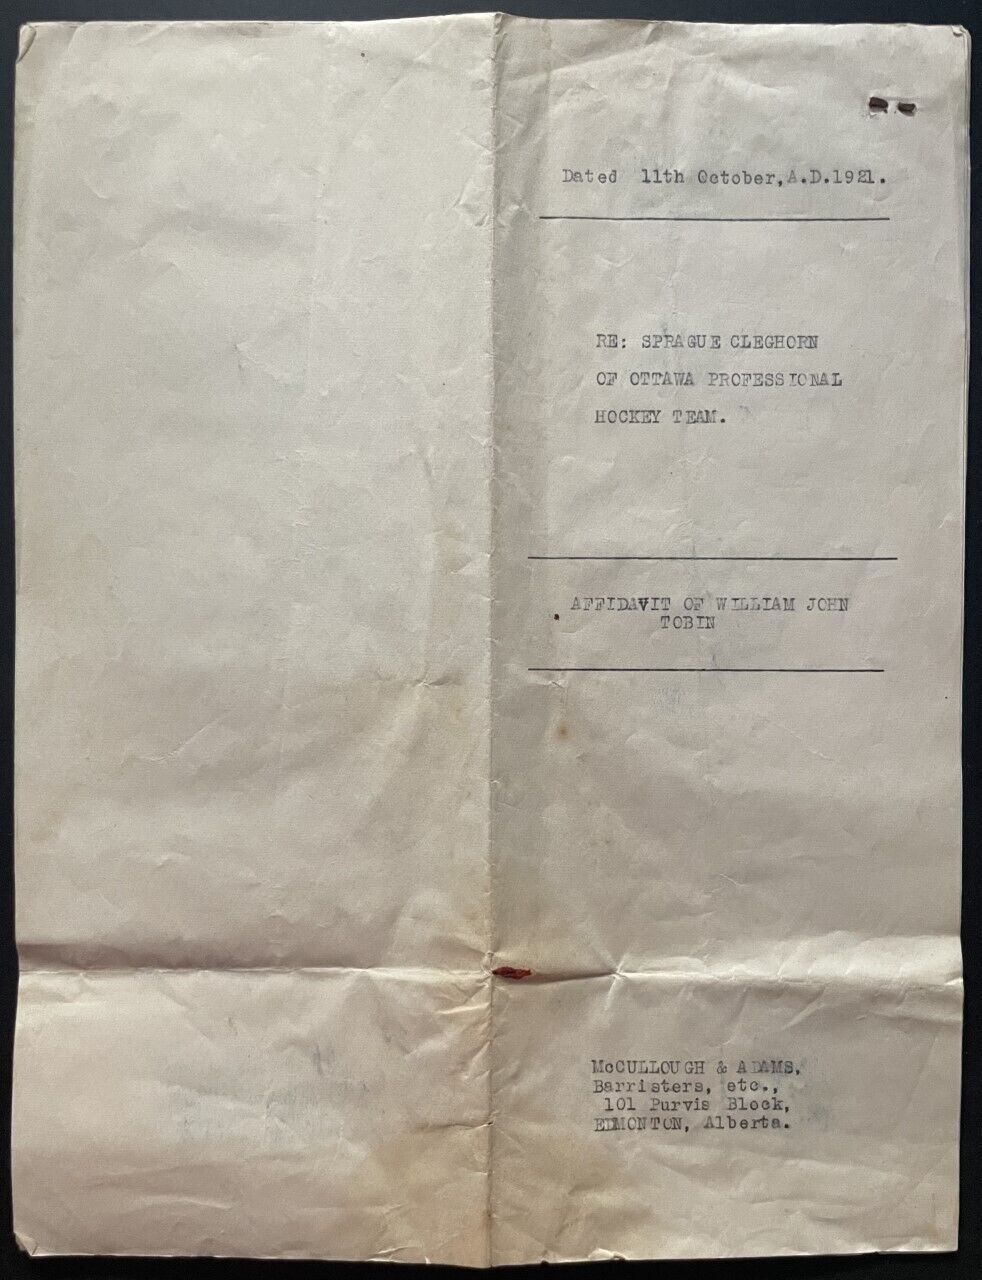 Dated 11th October, A.D.1921.
RE: SPRAGUE CLEGHORN
OF OTTAWA PROFESSIONAL
HOCKEY TEAM.
AFFIDAVIT OF WILLIAM JOHN
TOBIN
McCULLOUGH & ADAMS,
Barristers, etc.,
101 Purvis Block,
EDMONTON, Alberta.